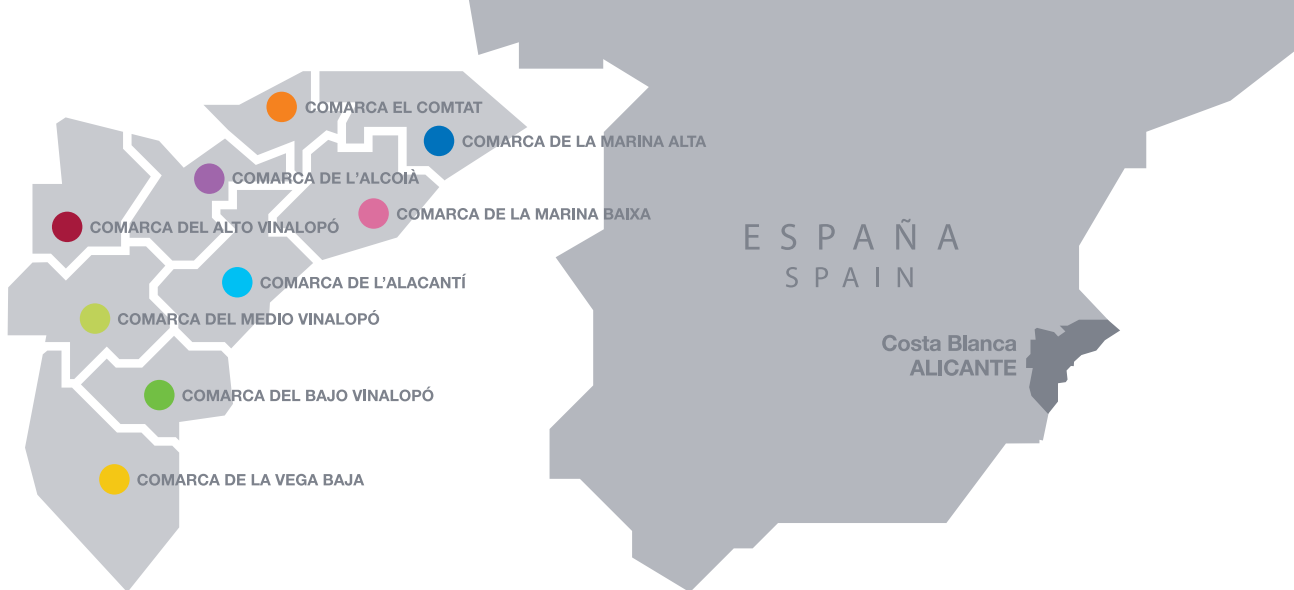 COMARCA EL COMTAT
COMARCA DE LA MARINA ALTA
COMARCA DE L'ALCOIÀ
COMARCA DE LA MARINA BAIXA
COMARCA DEL ALTO VINALOPÓ
COMARCA DE L'ALACANTÍ
COMARCA DEL MEDIO VINALOPÓ
COMARCA DEL BAJO VINALOPÓ
COMARCA DE LA VEGA BAJA
ESPAÑA
SPAIN
Costa Blanca
ALICANTE